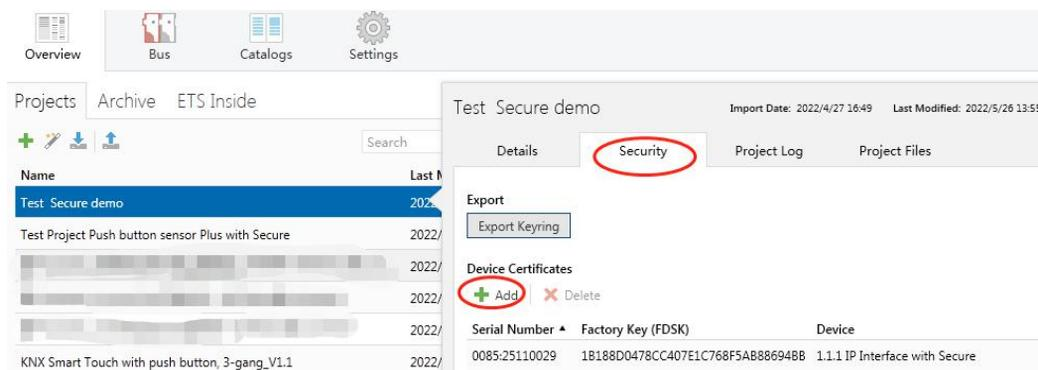 Overview Bus Catalogs Settings
Projects Archive ETS Inside
Search
Name Last M
Test Secure demo 202
Test Project Push button sensor Plus with Secure 2022/
2022/
2022/
2022/
KNX Smart Touch with push button, 3-gang_V1.1 2022/
Test Secure demo Import Date: 2022/4/27 16:49 Last Modified: 2022/5/26 13:55
Details Security Project Log Project Files
Export
Export Keyring
Device Certificates
Add Delete
Serial Number Factory Key (FDSK) Device
0085:25110029 1B188D0478CC407E1C768F5AB88694BB 1.1.1 IP Interface with Secure